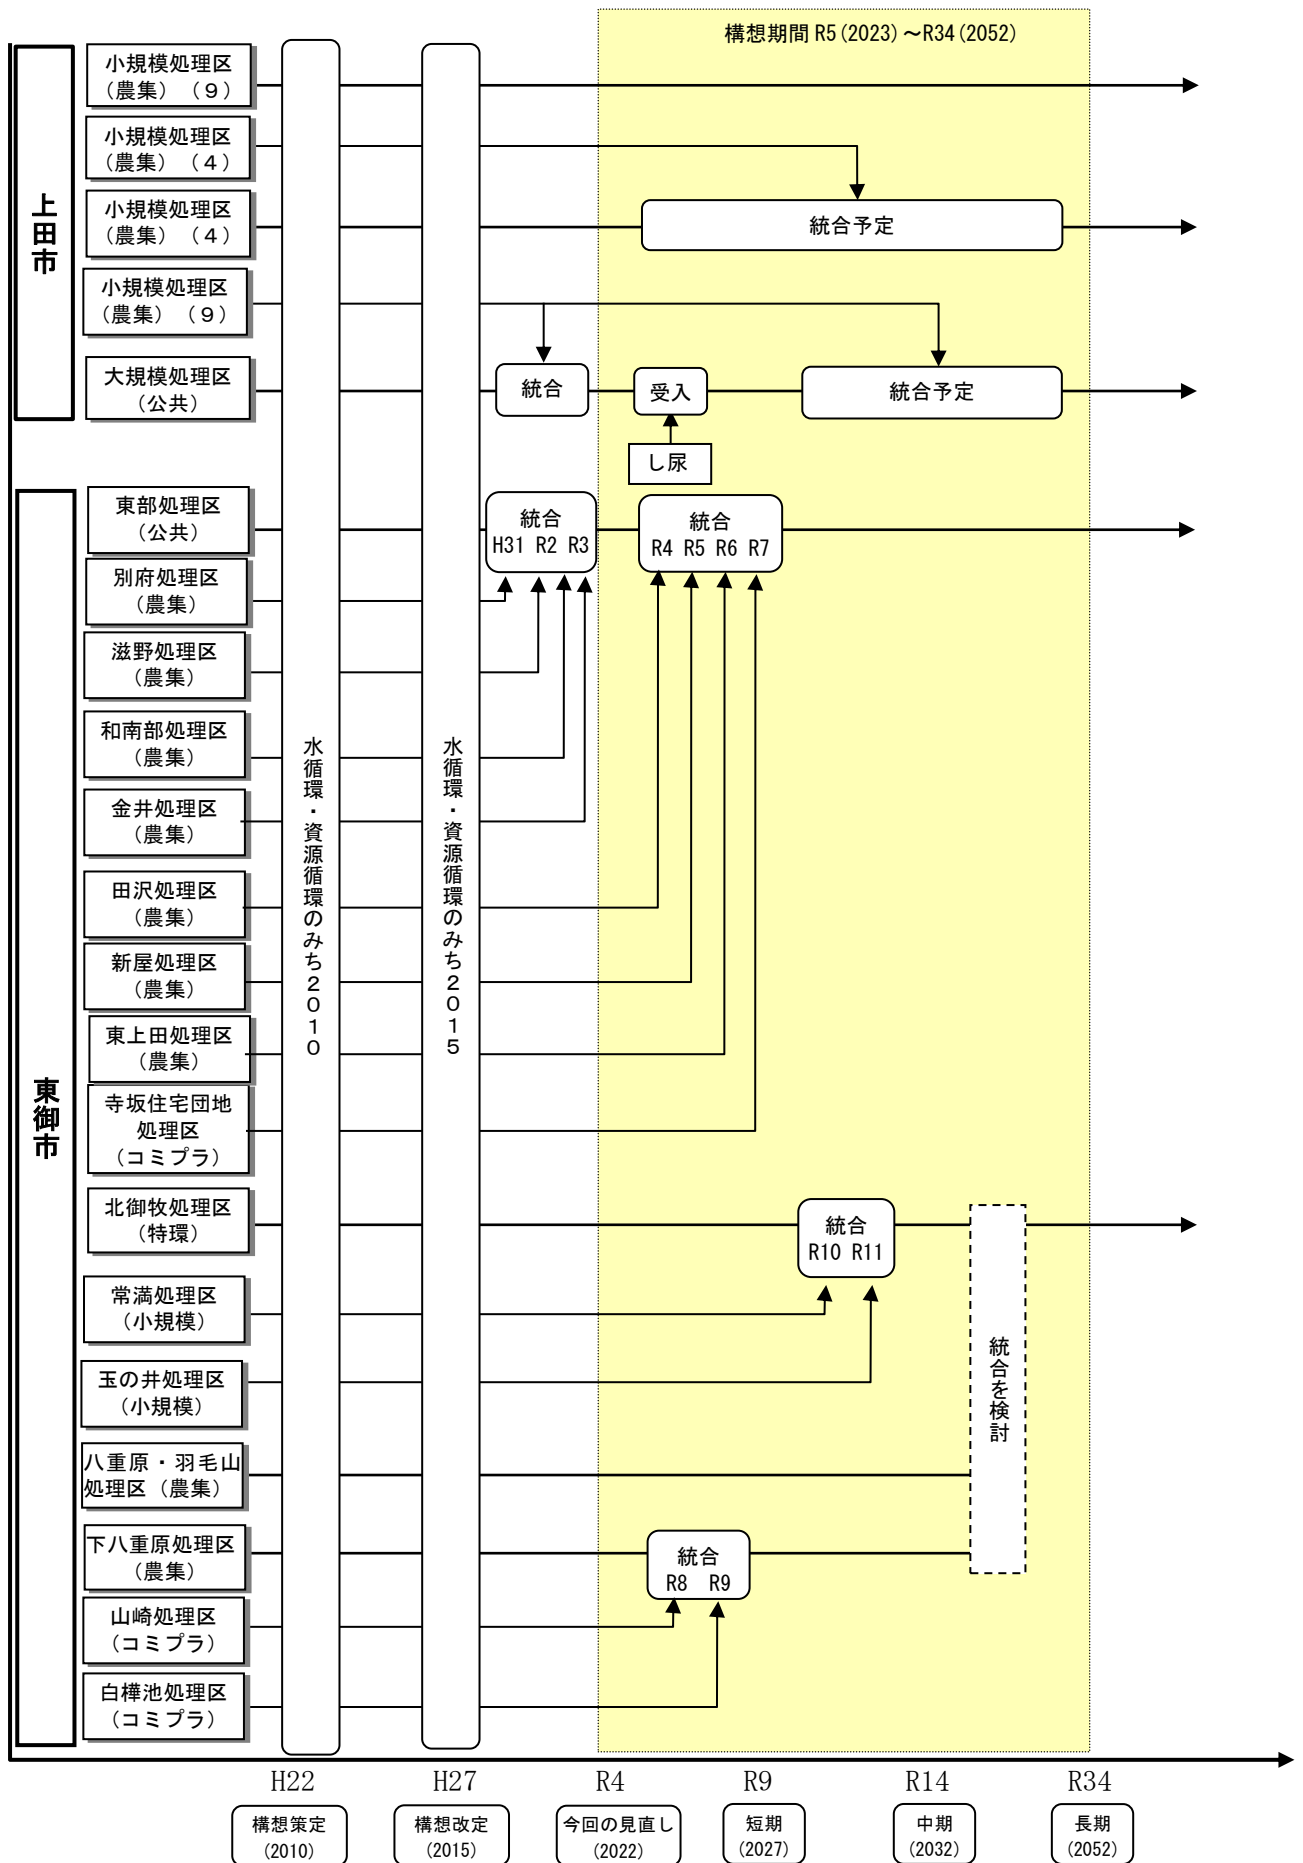 構想期間 R5(2023)～R34(2052)
上田市
小規模処理区
(農集) (９)
小規模処理区
(農集) (４)
小規模処理区
(農集) (４)
統合予定
小規模処理区
(農集) (９)
大規模処理区
(公共)
統合
受入
統合予定
し尿
東御市
東部処理区
(公共)
統合
H31 R2 R3
統合
R4 R5 R6 R7
別府処理区
(農集)
滋野処理区
(農集)
和南部処理区
(農集)
金井処理区
(農集)
田沢処理区
(農集)
新屋処理区
(農集)
東上田処理区
(農集)
寺坂住宅団地
処理区
(コミプラ)
北御牧処理区
(特環)
統合
R10 R11
常満処理区
(小規模)
玉の井処理区
(小規模)
八重原・羽毛山
処理区 (農集)
下八重原処理区
(農集)
統合
R8 R9
山崎処理区
(コミプラ)
白樺池処理区
(コミプラ)
水循環・資源循環のみち２０１０
水循環・資源循環のみち２０１５
統合を検討
H22 H27 R4 R9 R14 R34
構想策定 構想改定 今回の見直し 短期 中期 長期
(2010) (2015) (2022) (2027) (2032) (2052)